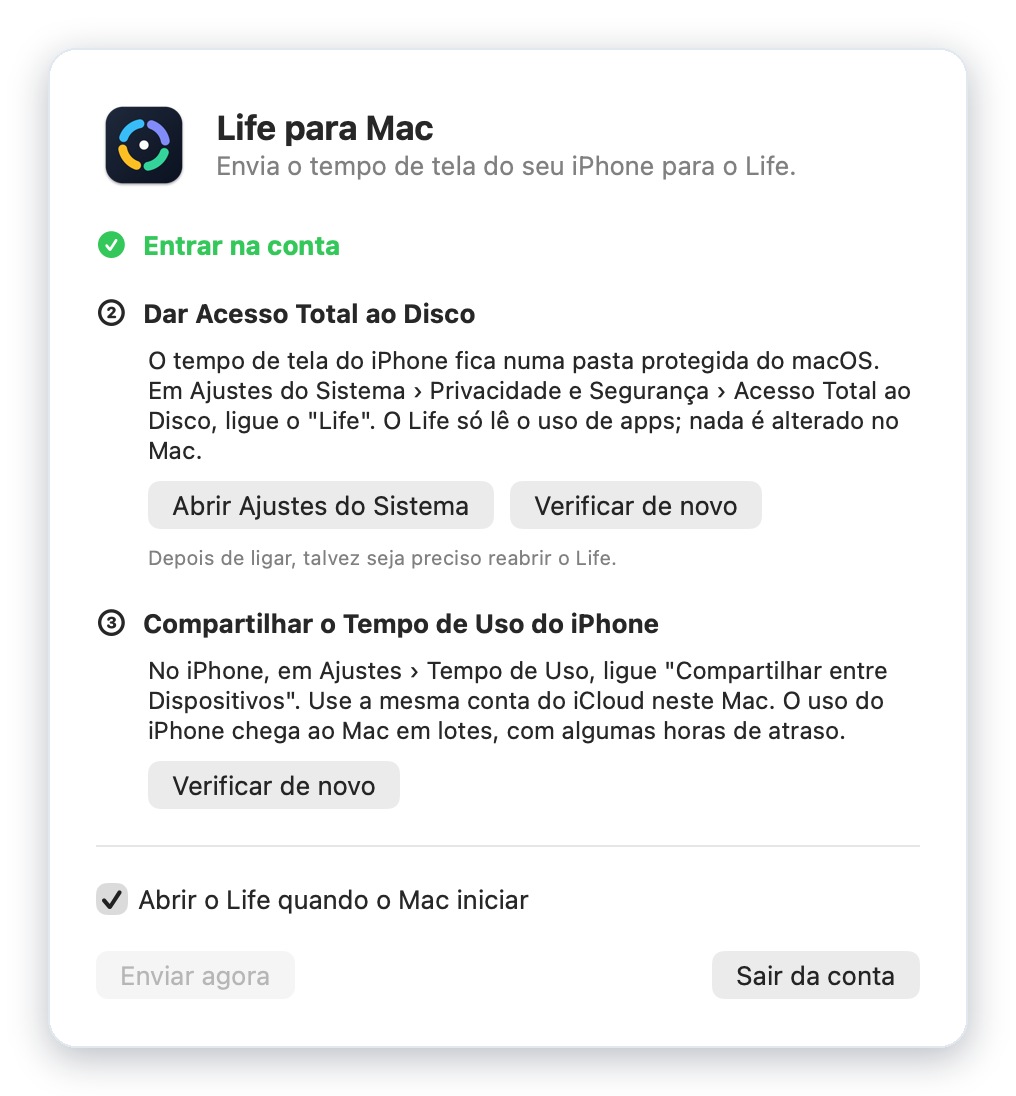 Life para Mac
Envia o tempo de tela do seu iPhone para o Life.
Entrar na conta
2 Dar Acesso Total ao Disco
O tempo de tela do iPhone fica numa pasta protegida do macOS.
Em Ajustes do Sistema › Privacidade e Segurança › Acesso Total ao
Disco, ligue o "Life". O Life só lê o uso de apps; nada é alterado no
Mac.
Abrir Ajustes do Sistema
Verificar de novo
Depois de ligar, talvez seja preciso reabrir o Life.
3 Compartilhar o Tempo de Uso do iPhone
No iPhone, em Ajustes › Tempo de Uso, ligue "Compartilhar entre
Dispositivos". Use a mesma conta do iCloud neste Mac. O uso do
iPhone chega ao Mac em lotes, com algumas horas de atraso.
Verificar de novo
Abrir o Life quando o Mac iniciar
Enviar agora
Sair da conta